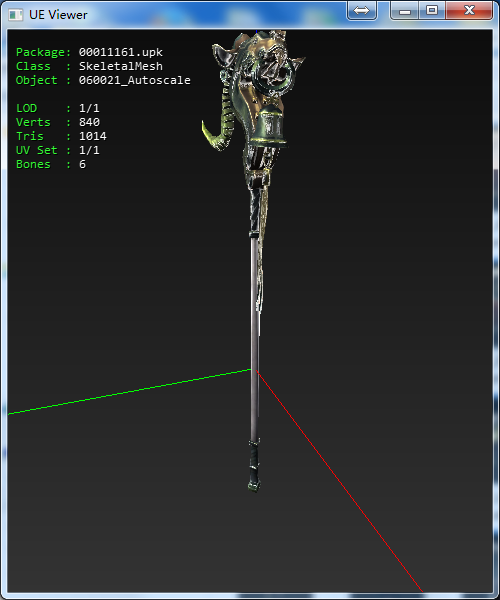 UE Viewer
Package: 00011161.upk
Class : SkeletalMesh
Object : 060021_Autoscale
LOD : 1/1
Verts : 840
Tris : 1014
UV Set : 1/1
Bones : 6